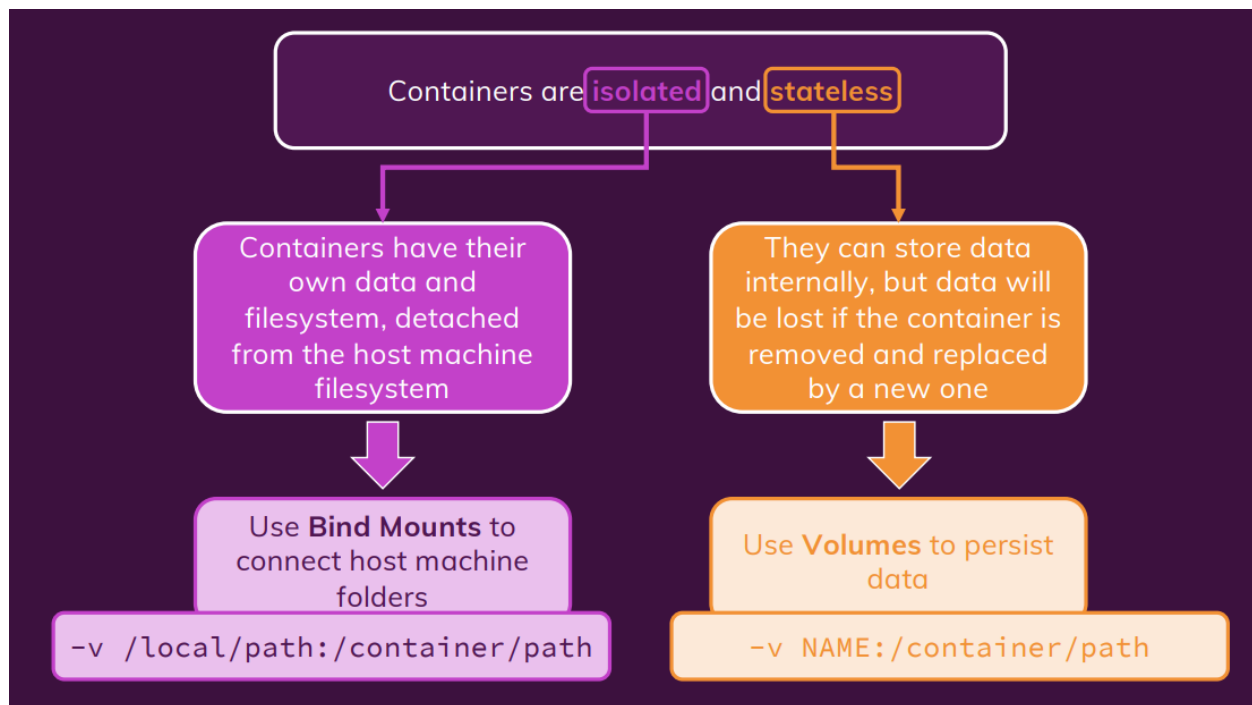 Containers are isolated and stateless
Containers have their
own data and
filesystem, detached
from the host machine
filesystem
They can store data
internally, but data will
be lost if the container is
removed and replaced
by a new one
Use Bind Mounts to
connect host machine
folders
-v /local/path:/container/path
Use Volumes to persist
data
-v NAME:/container/path